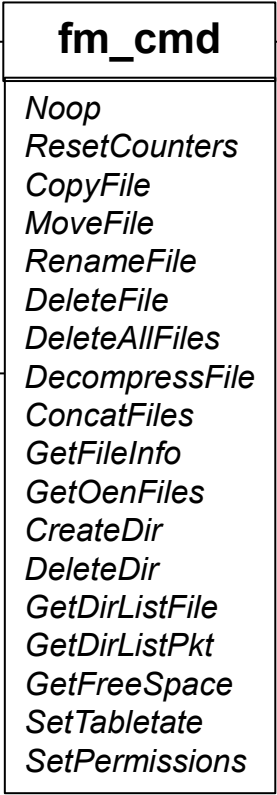 fm_cmd
Noop
ResetCounters
CopyFile
MoveFile
RenameFile
DeleteFile
DeleteAllFiles
DecompressFile
ConcatFiles
GetFileInfo
GetOenFiles
CreateDir
DeleteDir
GetDirListFile
GetDirListPkt
GetFreeSpace
SetTabletate
SetPermissions